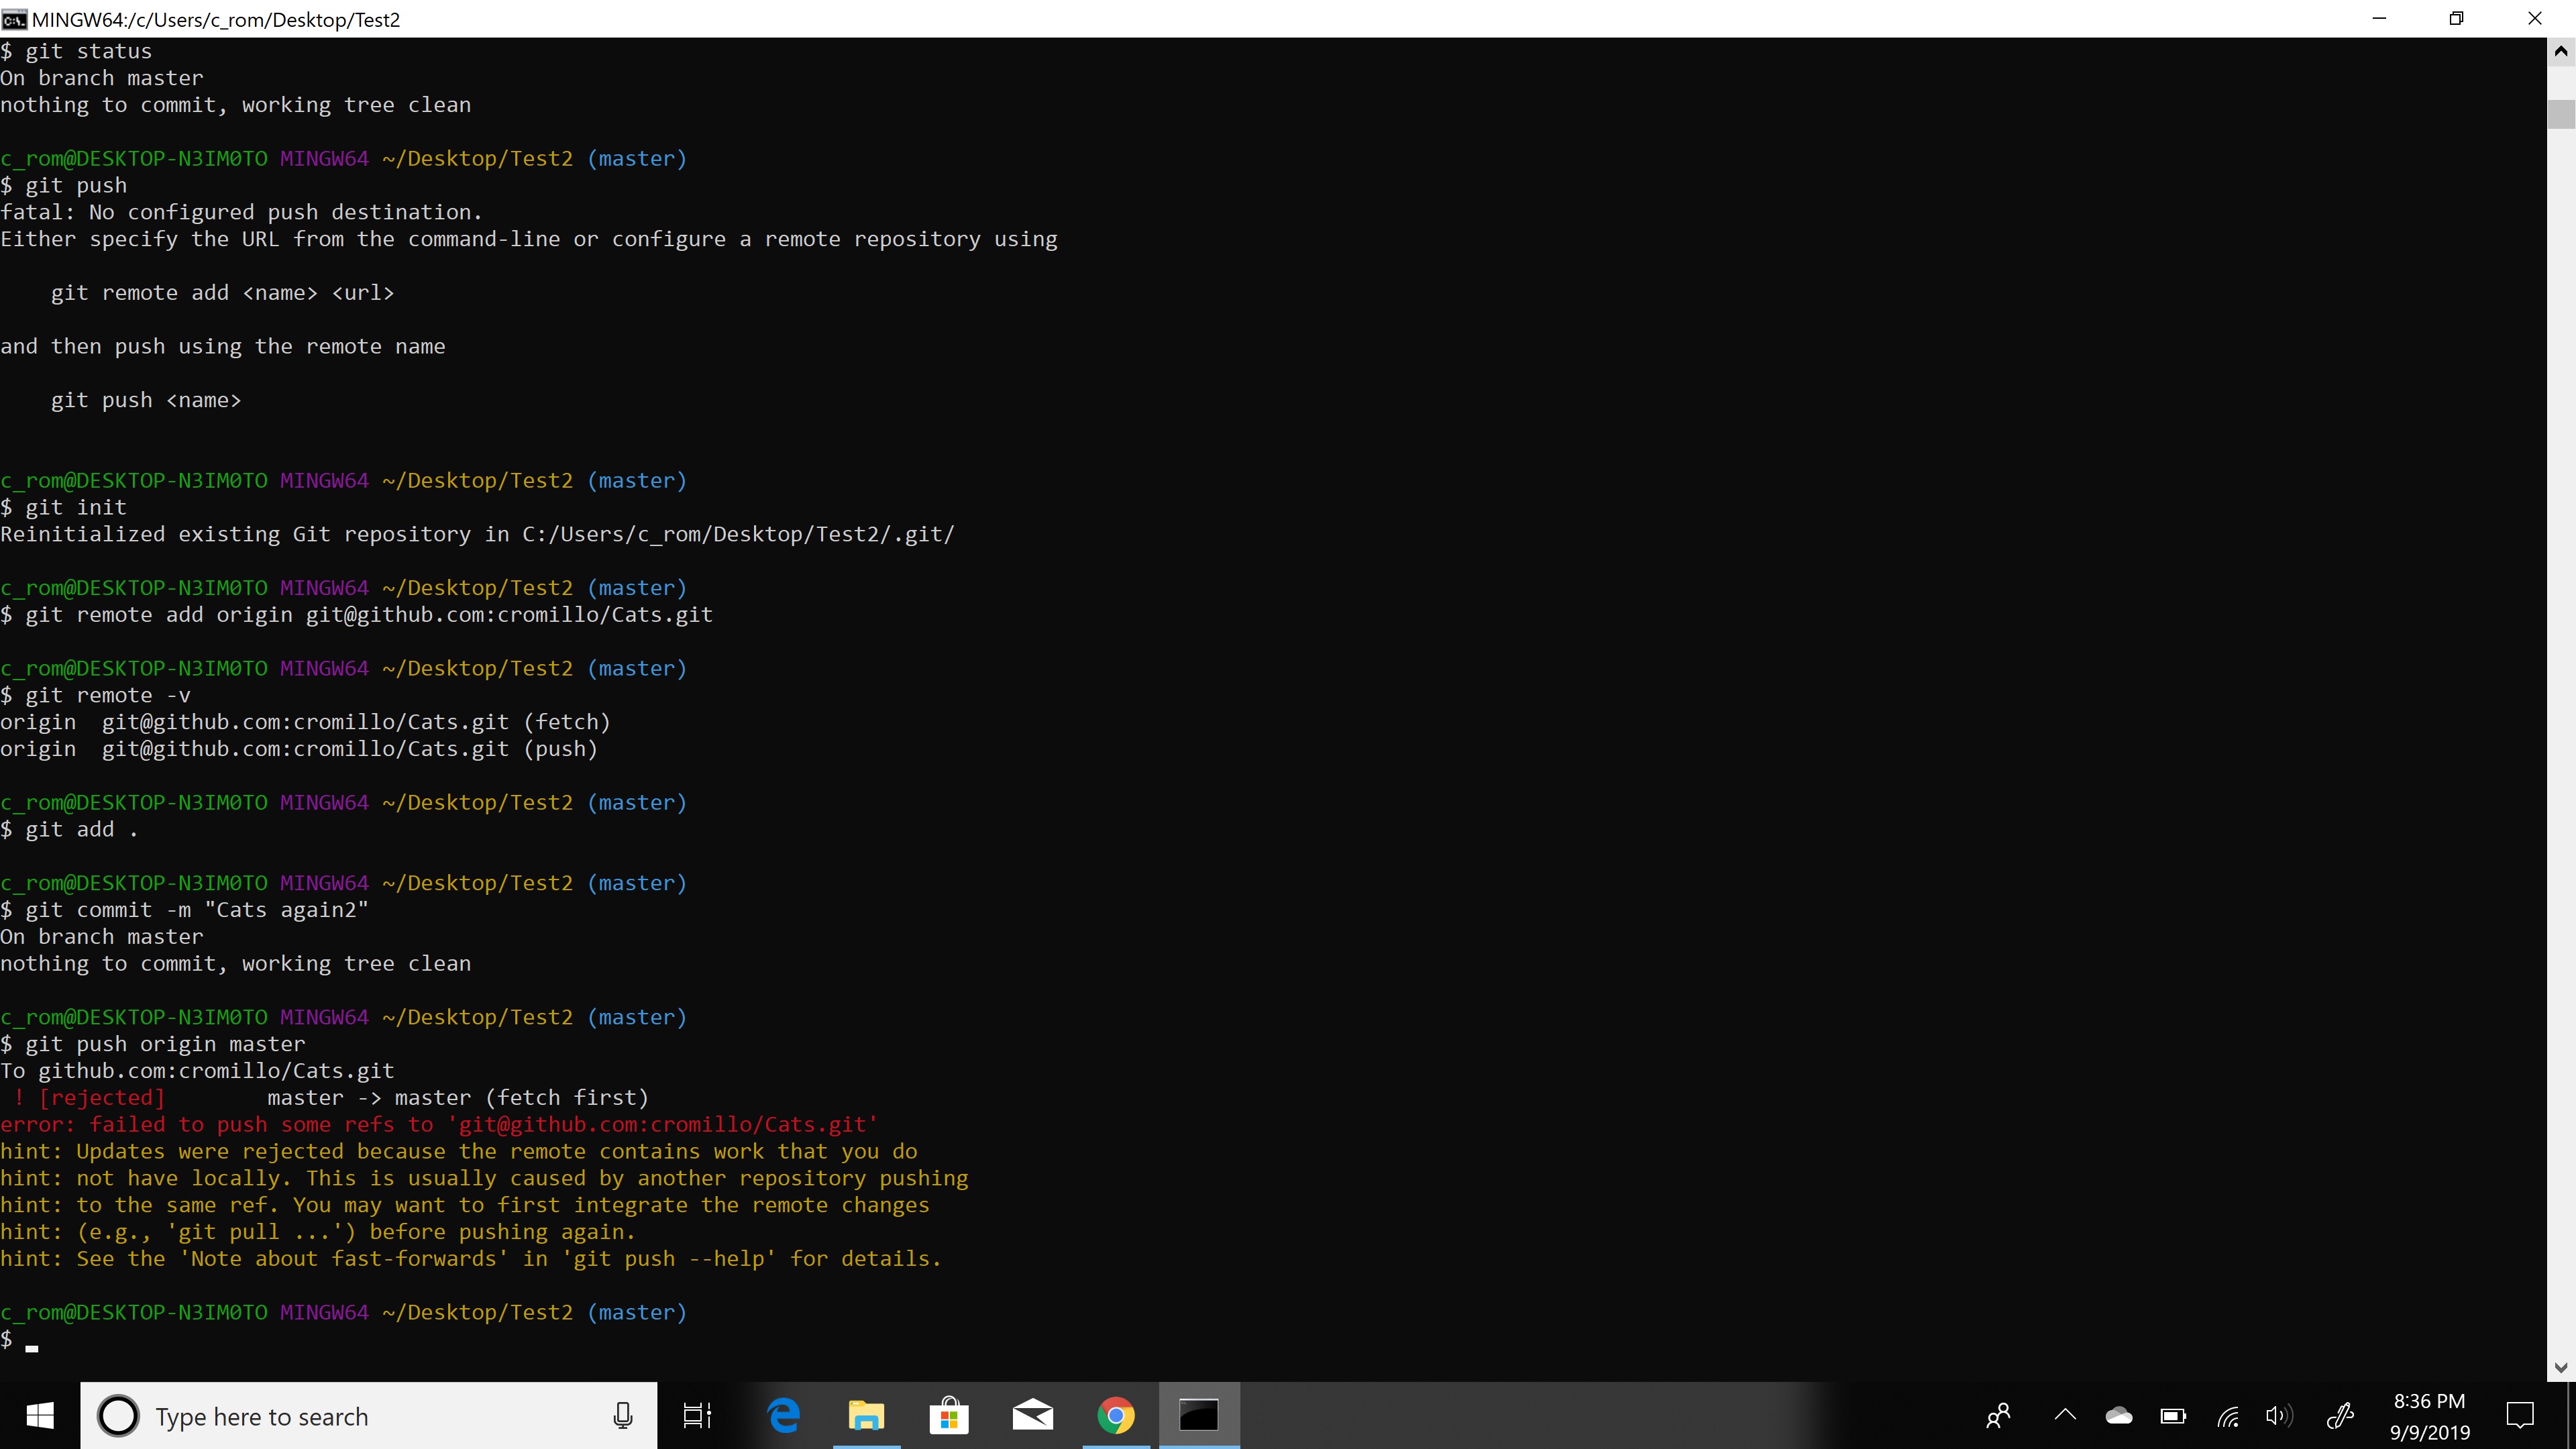 MINGW64:/c/Users/c_rom/Desktop/Test2
$ git status
On branch master
nothing to commit, working tree clean
c_rom@DESKTOP-N3IM0TO MINGW64 ~/Desktop/Test2 (master)
$ git push
fatal: No configured push destination.
Either specify the URL from the command-line or configure a remote repository using
git remote add <name> <url>
and then push using the remote name
git push <name>
c_rom@DESKTOP-N3IM0TO MINGW64 ~/Desktop/Test2 (master)
$ git init
Reinitialized existing Git repository in C:/Users/c_rom/Desktop/Test2/.git/
c_rom@DESKTOP-N3IM0TO MINGW64 ~/Desktop/Test2 (master)
$ git remote add origin git@github.com:cromillo/Cats.git
c_rom@DESKTOP-N3IM0TO MINGW64 ~/Desktop/Test2 (master)
$ git remote -v
origin  git@github.com:cromillo/Cats.git (fetch)
origin  git@github.com:cromillo/Cats.git (push)
c_rom@DESKTOP-N3IM0TO MINGW64 ~/Desktop/Test2 (master)
$ git add .
c_rom@DESKTOP-N3IM0TO MINGW64 ~/Desktop/Test2 (master)
$ git commit -m "Cats again2"
On branch master
nothing to commit, working tree clean
c_rom@DESKTOP-N3IM0TO MINGW64 ~/Desktop/Test2 (master)
$ git push origin master
To github.com:cromillo/Cats.git
! [rejected]        master -> master (fetch first)
error: failed to push some refs to 'git@github.com:cromillo/Cats.git'
hint: Updates were rejected because the remote contains work that you do
hint: not have locally. This is usually caused by another repository pushing
hint: to the same ref. You may want to first integrate the remote changes
hint: (e.g., 'git pull ...') before pushing again.
hint: See the 'Note about fast-forwards' in 'git push --help' for details.
c_rom@DESKTOP-N3IM0TO MINGW64 ~/Desktop/Test2 (master)
$
Type here to search
8:36 PM
9/9/2019